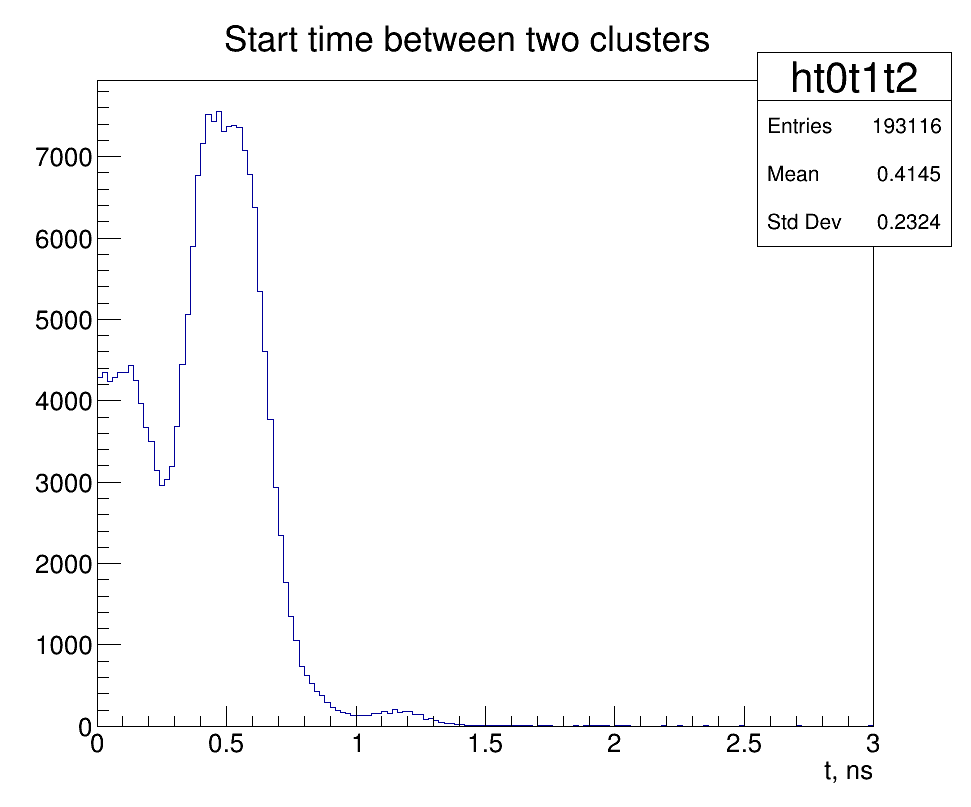 Start time between two clusters
ht0t1t2
Entries 193116
Mean 0.4145
Std Dev 0.2324
7000
6000
5000
4000
3000
2000
1000
0
0 0.5 1 1.5 2 2.5 3
t, ns